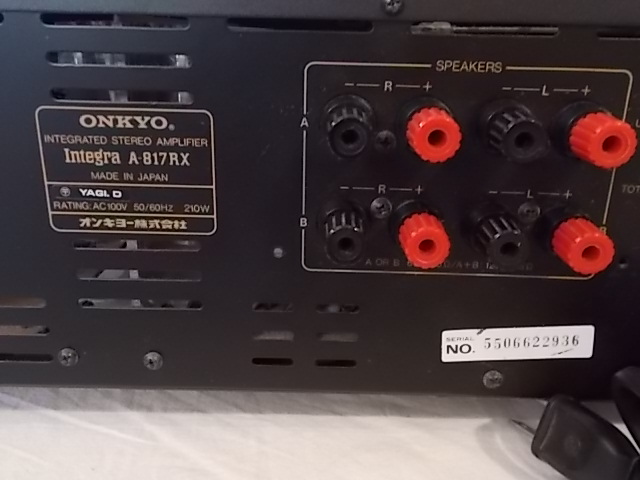 SPEAKERS
- R +
- L +
A
ONKYO®
INTEGRATED STEREO AMPLIFIER
Integra A-817RX
MADE IN JAPAN
YAGI. D
RATING: AC100V 50/60Hz 210W
オンキヨー株式会社
- R +
- L +
B
B
A OR B
SERIAL
NO. 5506622936